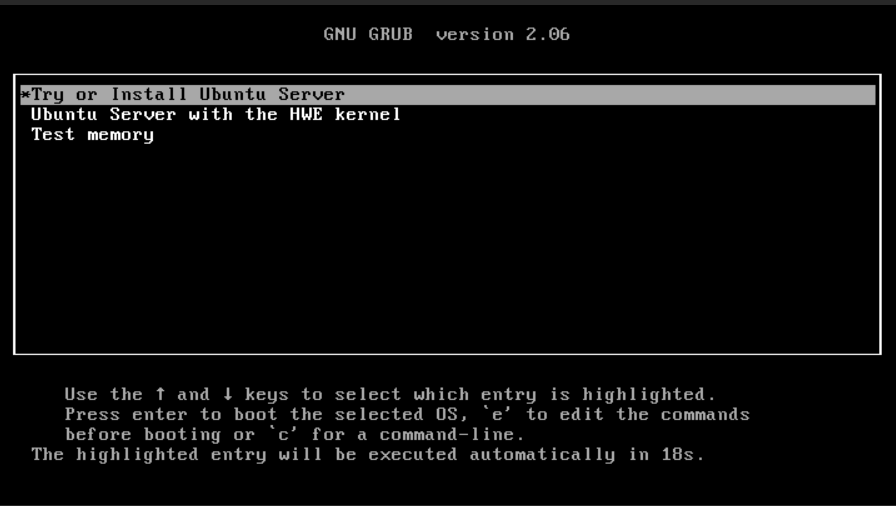 GNU GRUB  version 2.06
*Try or Install Ubuntu Server
Ubuntu Server with the HWE kernel
Test memory
Use the ↑ and ↓ keys to select which entry is highlighted.
Press enter to boot the selected OS, `e' to edit the commands
before booting or `c' for a command-line.
The highlighted entry will be executed automatically in 18s.